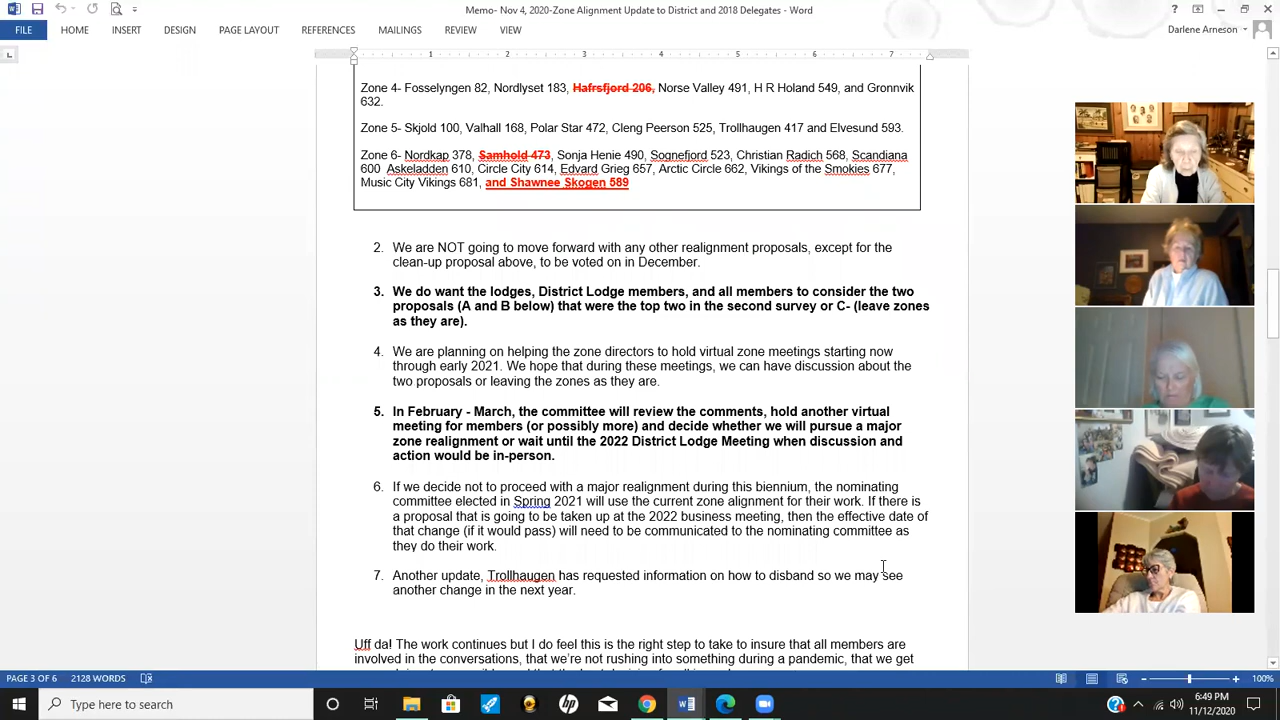 Memo- Nov 4, 2020-Zone Alignment Update to District and 2018 Delegates - Word
FILE HOME INSERT DESIGN PAGE LAYOUT REFERENCES MAILINGS REVIEW VIEW Darlene Arneson
1 2 3 4 5 6 7
Zone 4- Fosselyngen 82, Nordlyset 183, Hafrsfjord 206, Norse Valley 491, H R Holand 549, and Gronnvik
632.
Zone 5- Skjold 100, Valhall 168, Polar Star 472, Cleng Peerson 525, Trollhaugen 417 and Elvesund 593.
Zone 6- Nordkap 378, Samhold 473, Sonja Henie 490, Sognefjord 523, Christian Radich 568, Scandiana
600 Askeladden 610, Circle City 614, Edvard Grieg 657, Arctic Circle 662, Vikings of the Smokies 677,
Music City Vikings 681, and Shawnee Skogen 589
2. We are NOT going to move forward with any other realignment proposals, except for the
clean-up proposal above, to be voted on in December.
3. We do want the lodges, District Lodge members, and all members to consider the two
proposals (A and B below) that were the top two in the second survey or C- (leave zones
as they are).
4. We are planning on helping the zone directors to hold virtual zone meetings starting now
through early 2021. We hope that during these meetings, we can have discussion about the
two proposals or leaving the zones as they are.
5. In February - March, the committee will review the comments, hold another virtual
meeting for members (or possibly more) and decide whether we will pursue a major
zone realignment or wait until the 2022 District Lodge Meeting when discussion and
action would be in-person.
6. If we decide not to proceed with a major realignment during this biennium, the nominating
committee elected in Spring 2021 will use the current zone alignment for their work. If there is
a proposal that is going to be taken up at the 2022 business meeting, then the effective date of
that change (if it would pass) will need to be communicated to the nominating committee as
they do their work.
7. Another update, Trollhaugen has requested information on how to disband so we may see
another change in the next year.
Uff da! The work continues but I do feel this is the right step to take to insure that all members are
involved in the conversations, that we're not rushing into something during a pandemic, that we get
PAGE 3 OF 6 2128 WORDS 100%
Type here to search
6:49 PM
11/12/2020